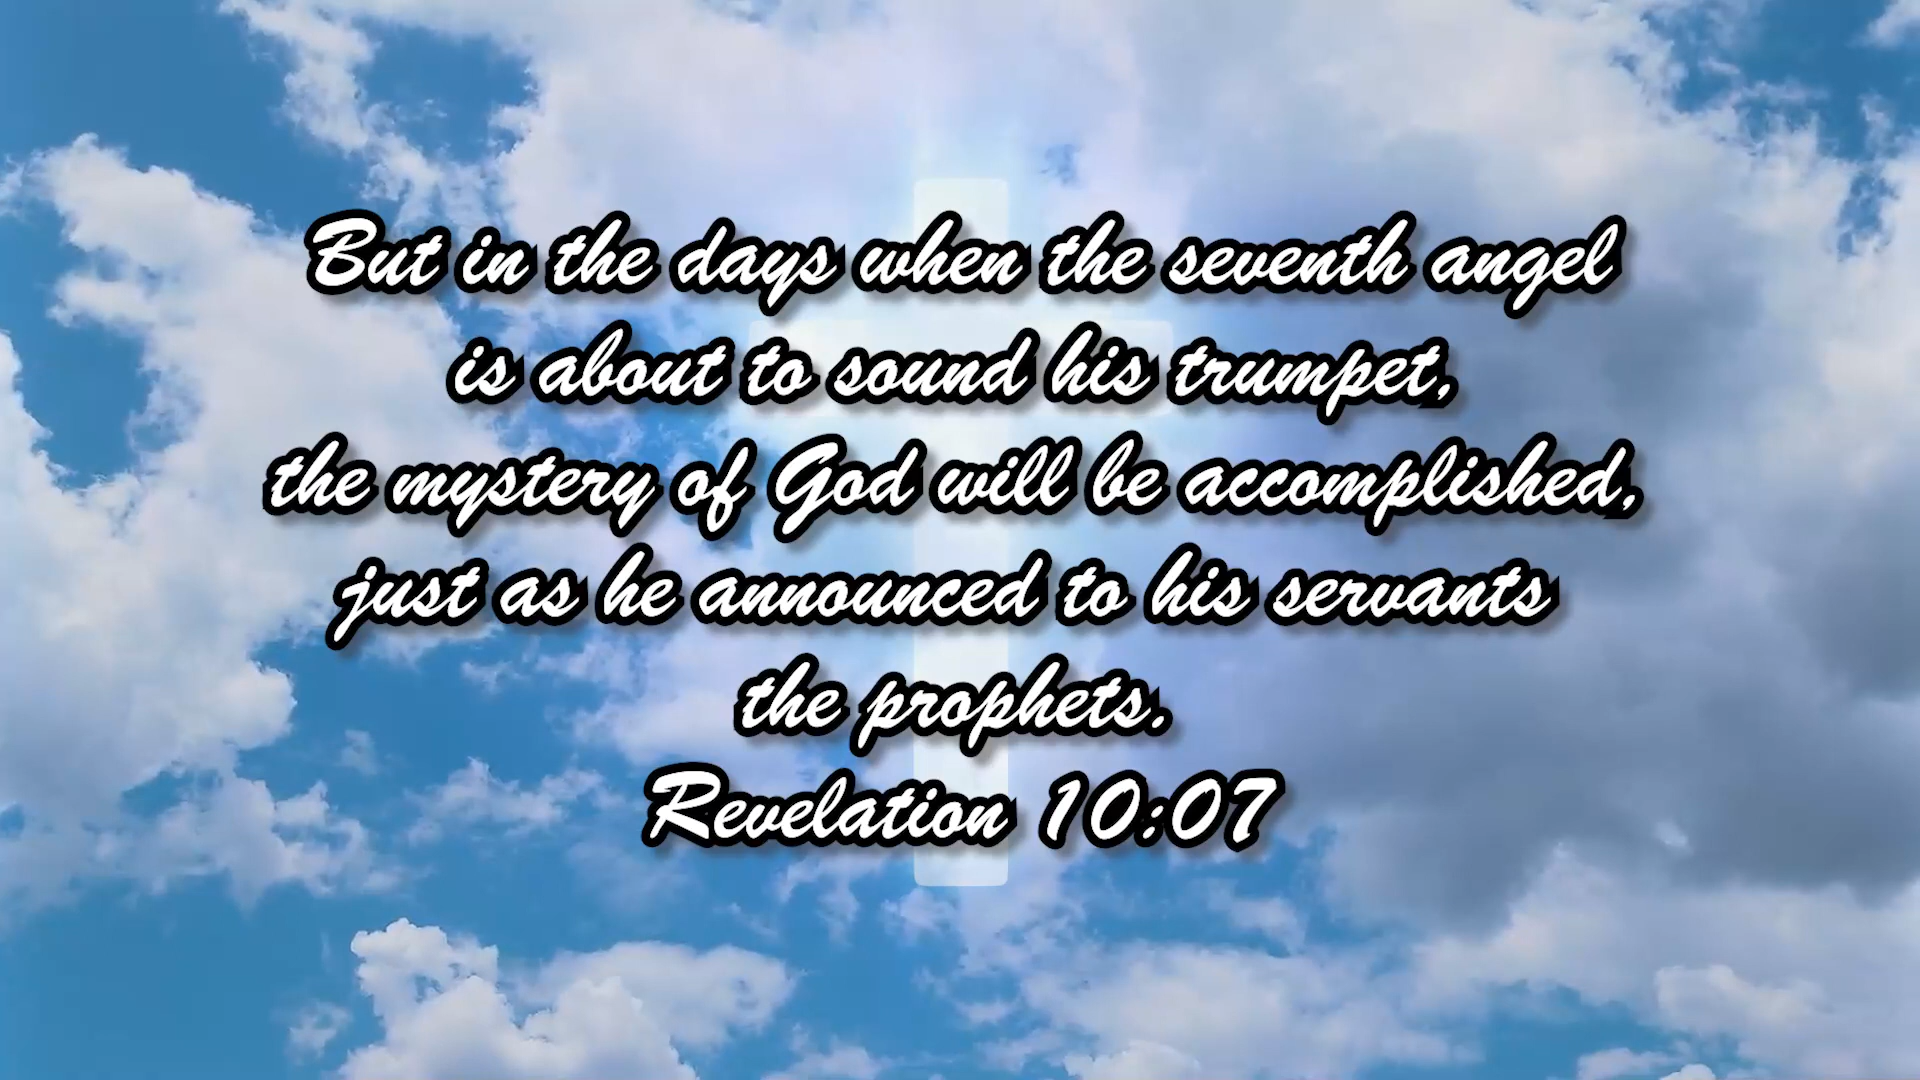 But in the days when the seventh angel
is about to sound his trumpet,
the mystery of God will be accomplished,
just as he announced to his servants
the prophets.
Revelation 10:07